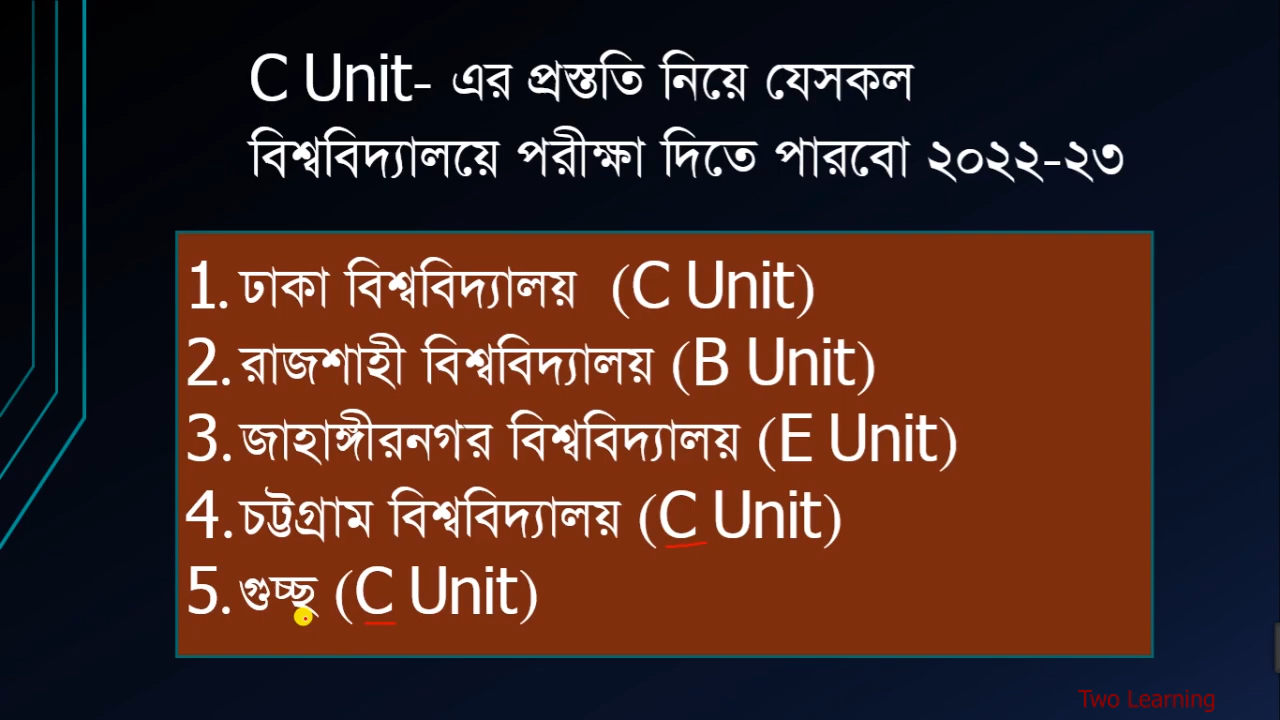 C Unit- এর প্রস্তুতি নিয়ে যেসকল
বিশ্ববিদ্যালয়ে পরীক্ষা দিতে পারবো ২০২২-২৩
1. ঢাকা বিশ্ববিদ্যালয় (C Unit)
2. রাজশাহী বিশ্ববিদ্যালয় (B Unit)
3. জাহাঙ্গীরনগর বিশ্ববিদ্যালয় (E Unit)
4. চট্টগ্রাম বিশ্ববিদ্যালয় (C Unit)
5. গুচ্ছ (C Unit)
Two Learning